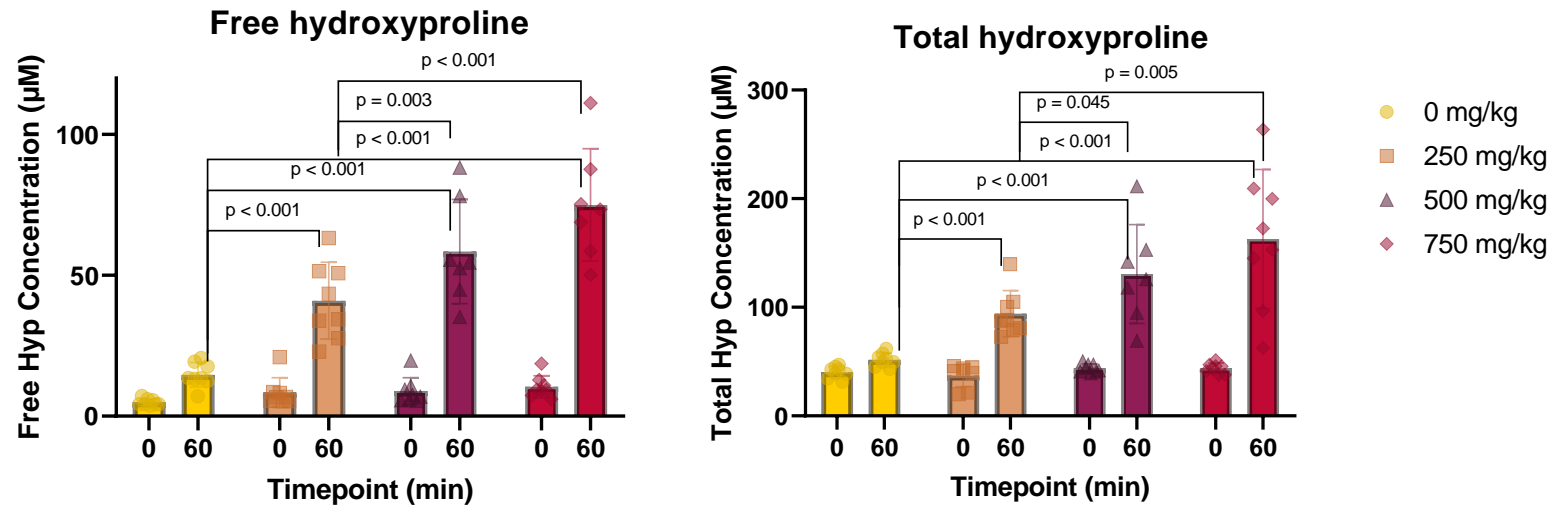 Free hydroxyproline
Free Hyp Concentration (µM)
100
50
0
p < 0.001
p = 0.003
p < 0.001
p < 0.001
p < 0.001
0 60 0 60 0 60 0 60
Timepoint (min)
Total hydroxyproline
Total Hyp Concentration (µM)
300
200
100
0
p = 0.005
p = 0.045
p < 0.001
p < 0.001
p < 0.001
0 60 0 60 0 60 0 60
Timepoint (min)
0 mg/kg
250 mg/kg
500 mg/kg
750 mg/kg